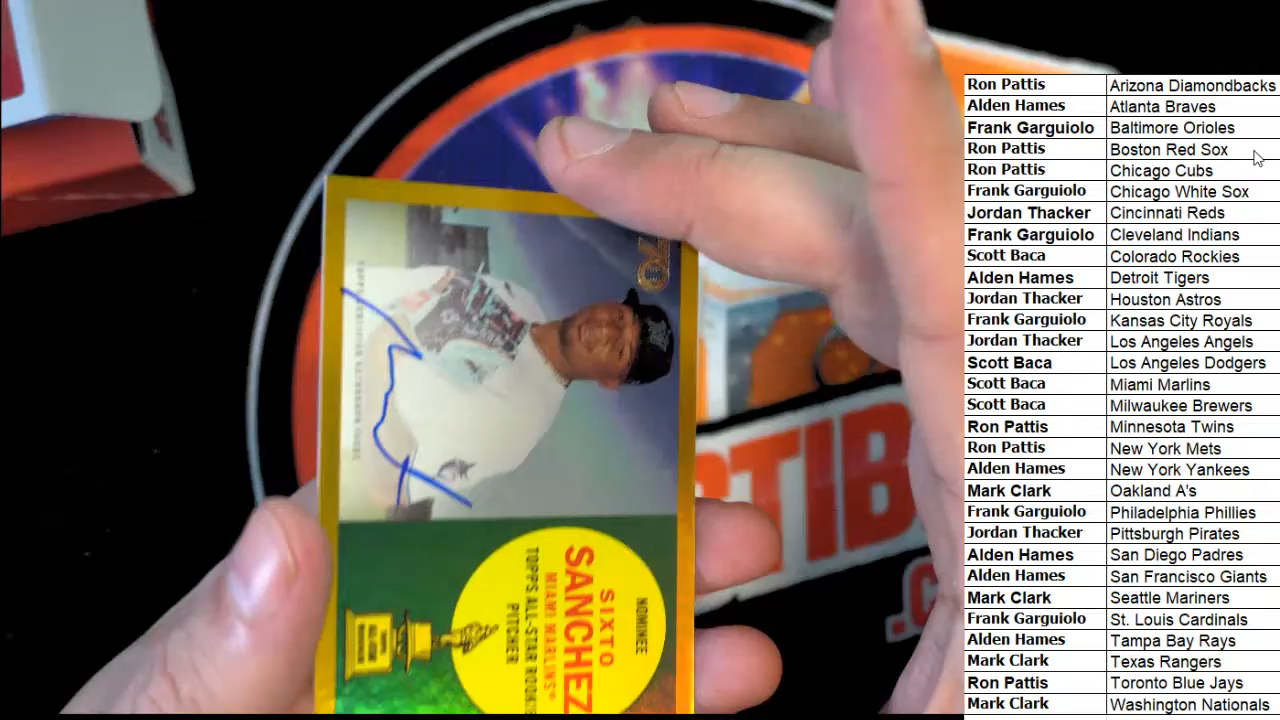 70
NOMINEE
SIXTO
SANCHEZ
MIAMI MARLINS®
TOPPS ALL-STAR ROOKIE
PITCHER
TIB
.C
Ron Pattis Arizona Diamondbacks
Alden Hames Atlanta Braves
Frank Garguiolo Baltimore Orioles
Ron Pattis Boston Red Sox
Ron Pattis Chicago Cubs
Frank Garguiolo Chicago White Sox
Jordan Thacker Cincinnati Reds
Frank Garguiolo Cleveland Indians
Scott Baca Colorado Rockies
Alden Hames Detroit Tigers
Jordan Thacker Houston Astros
Frank Garguiolo Kansas City Royals
Jordan Thacker Los Angeles Angels
Scott Baca Los Angeles Dodgers
Scott Baca Miami Marlins
Scott Baca Milwaukee Brewers
Ron Pattis Minnesota Twins
Ron Pattis New York Mets
Alden Hames New York Yankees
Mark Clark Oakland A's
Frank Garguiolo Philadelphia Phillies
Jordan Thacker Pittsburgh Pirates
Alden Hames San Diego Padres
Alden Hames San Francisco Giants
Mark Clark Seattle Mariners
Frank Garguiolo St. Louis Cardinals
Alden Hames Tampa Bay Rays
Mark Clark Texas Rangers
Ron Pattis Toronto Blue Jays
Mark Clark Washington Nationals